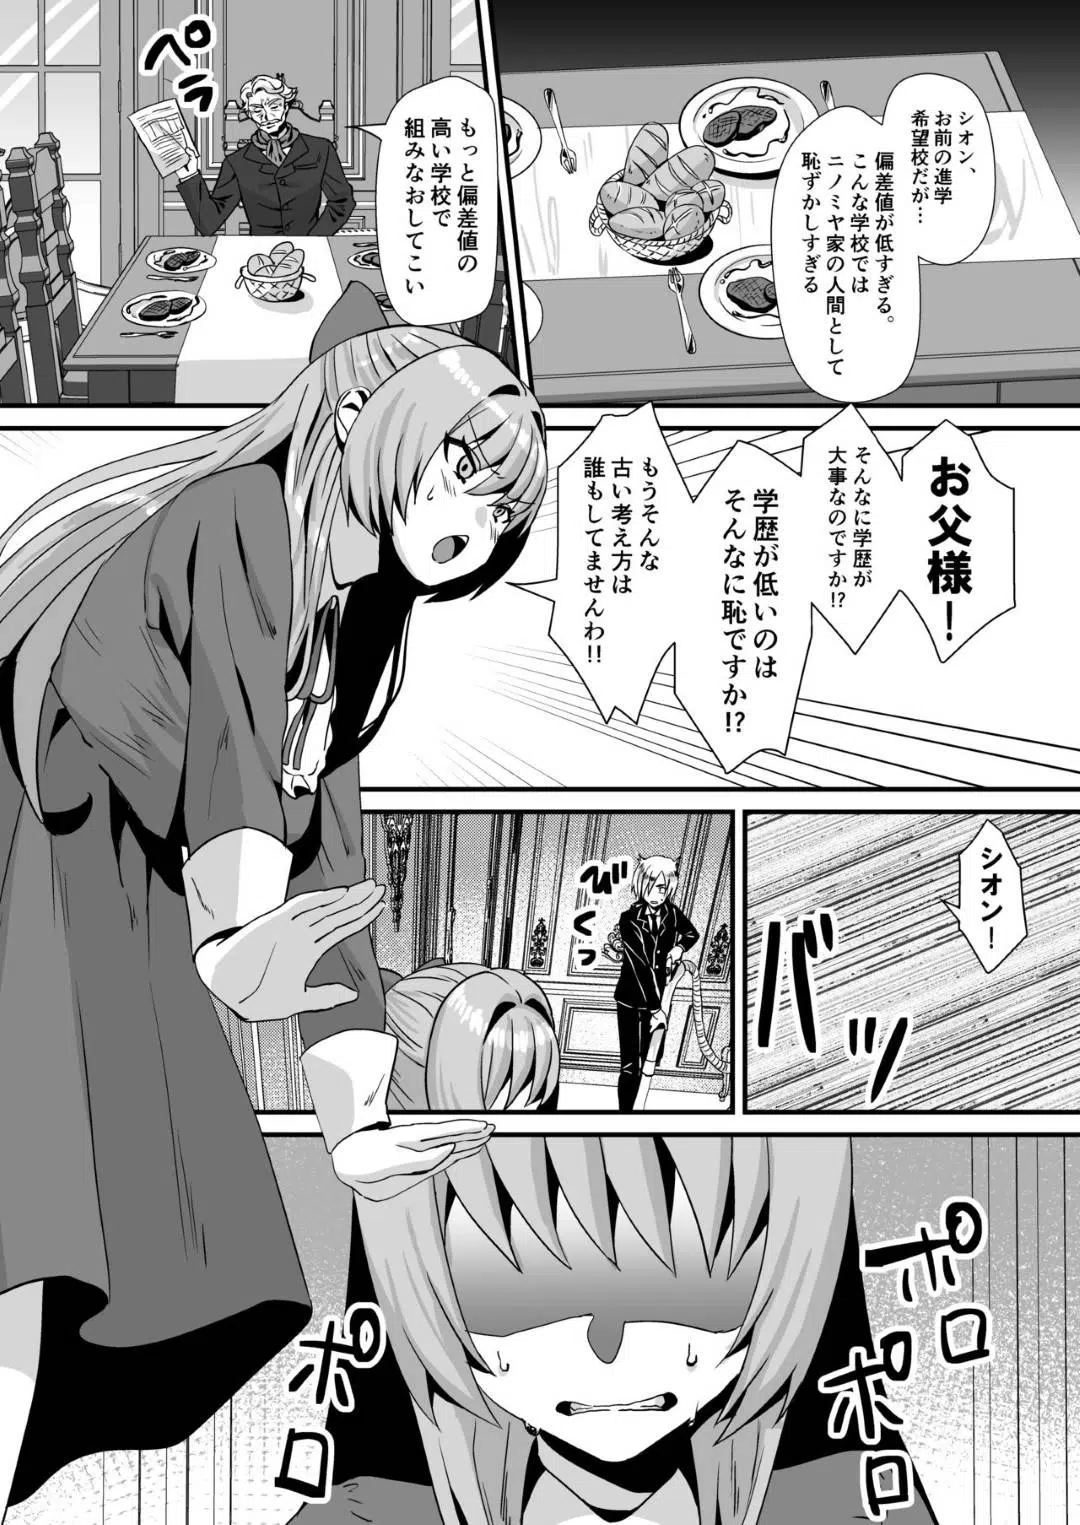 シオン、
お前の進学
希望校だが…
偏差値が低すぎる。
こんな学校では
ニノミヤ家の人間として
恥ずかしすぎる
ペラ
もっと偏差値の
高い学校で
組みなおしてこい
お父様！
そんなに学歴が
大事なのですか!?
学歴が低いのは
そんなに恥ですか!?
もうそんな
古い考え方は
誰もしてませんわ!!
シオン！
バッ
びくっ
ポロ
ポロ
ポロ